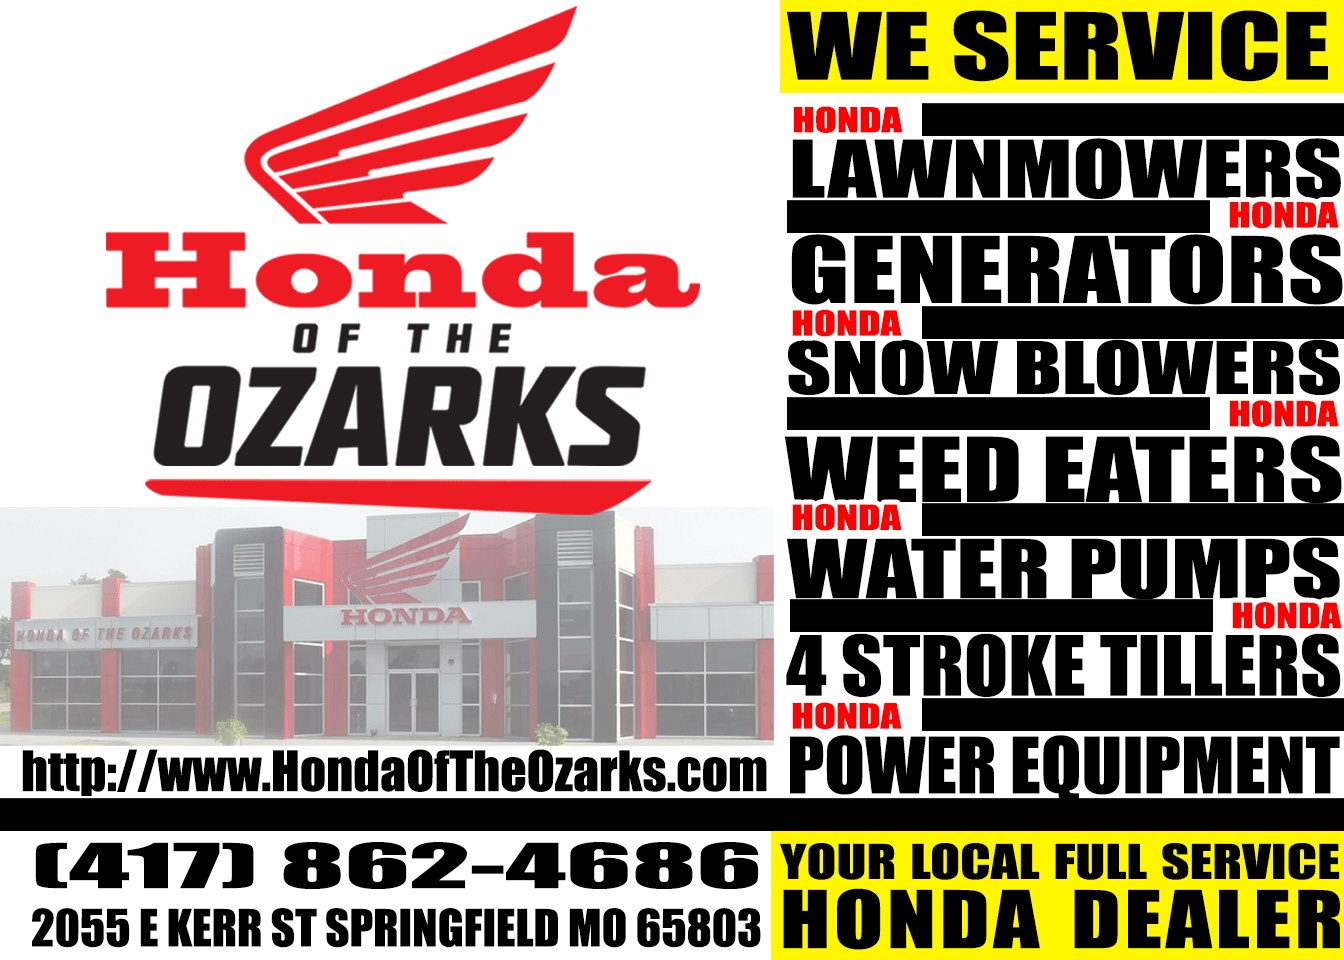 Honda
OF THE
OZARKS
HONDA
HONDA OF THE OZARKS
http://www.HondaOfTheOzarks.com
(417) 862-4686
2055 E KERR ST SPRINGFIELD MO 65803
WE SERVICE
HONDA
LAWNMOWERS
HONDA
GENERATORS
HONDA
SNOW BLOWERS
HONDA
WEED EATERS
HONDA
WATER PUMPS
HONDA
4 STROKE TILLERS
HONDA
POWER EQUIPMENT
YOUR LOCAL FULL SERVICE
HONDA DEALER